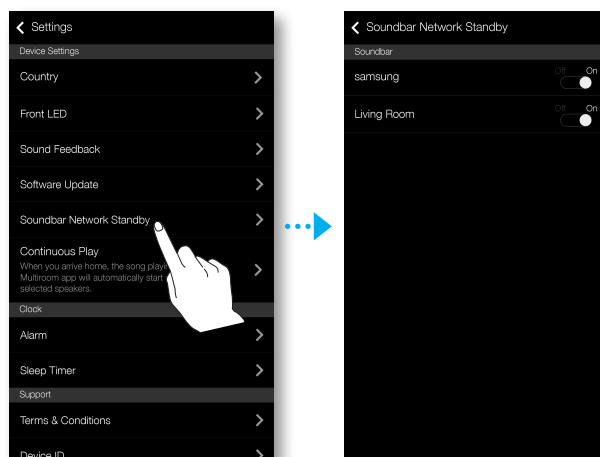 Settings
Device Settings
Country
Front LED
Sound Feedback
Software Update
Soundbar Network Standby
Continuous Play
When you arrive home, the song playi
Multiroom app will automatically start
selected speakers.
Clock
Alarm
Sleep Timer
Support
Terms & Conditions
Device ID
Soundbar Network Standby
Soundbar
samsung
Off On
Living Room
Off On